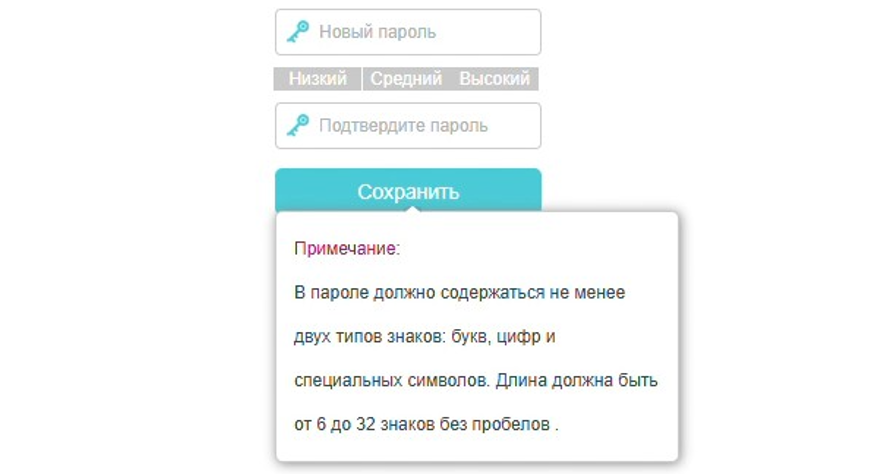 Новый пароль
Низкий Средний Высокий
Подтвердите пароль
Сохранить
Примечание:
В пароле должно содержаться не менее
двух типов знаков: букв, цифр и
специальных символов. Длина должна быть
от 6 до 32 знаков без пробелов .